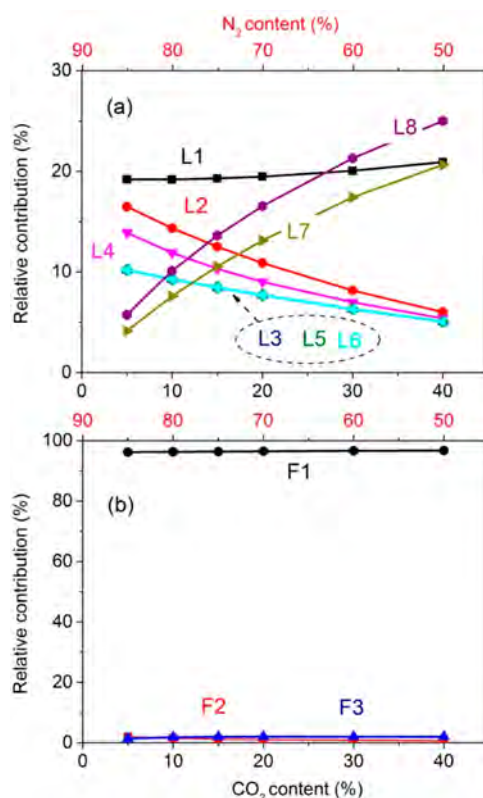 N2 content (%)
90 80 70 60 50
30
(a)
L8
L1
20
L2
L7
L4
10
L3 L5 L6
0
0 10 20 30 40
Relative contribution (%)
90 80 70 60 50
100
F1
80
(b)
60
40
20
F2 F3
0
0 10 20 30 40
Relative contribution (%)
CO2 content (%)